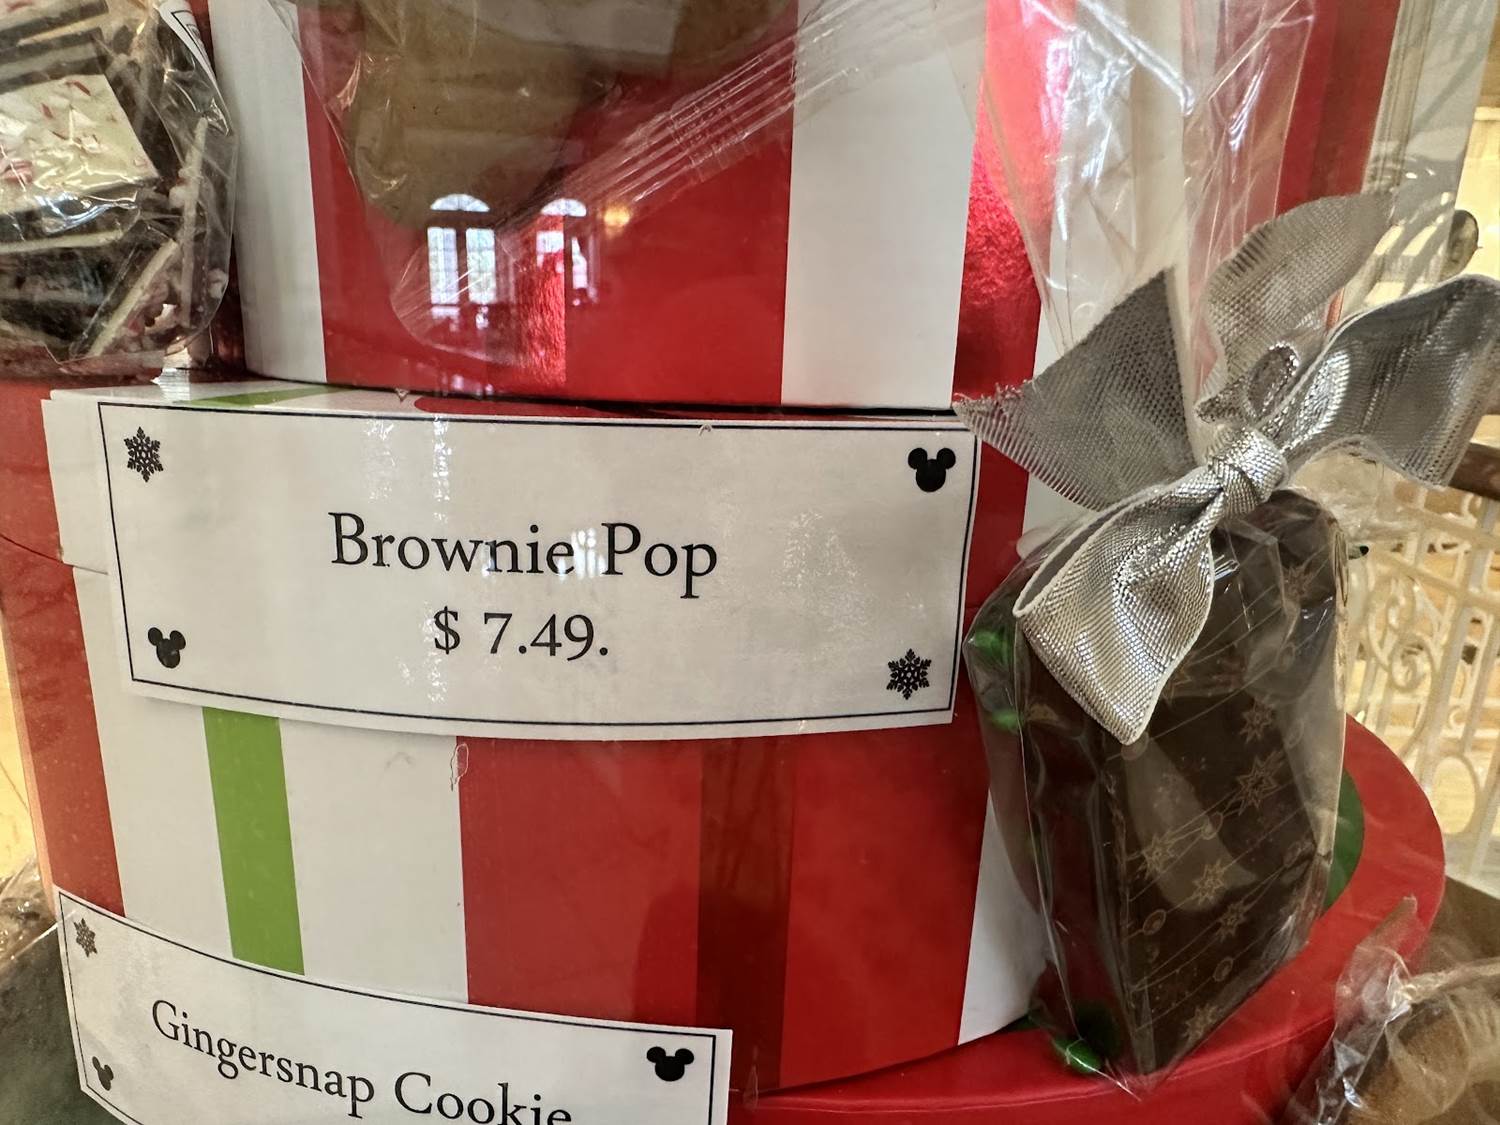 Brownie Pop
$ 7.49.
Gingersnap Cookie